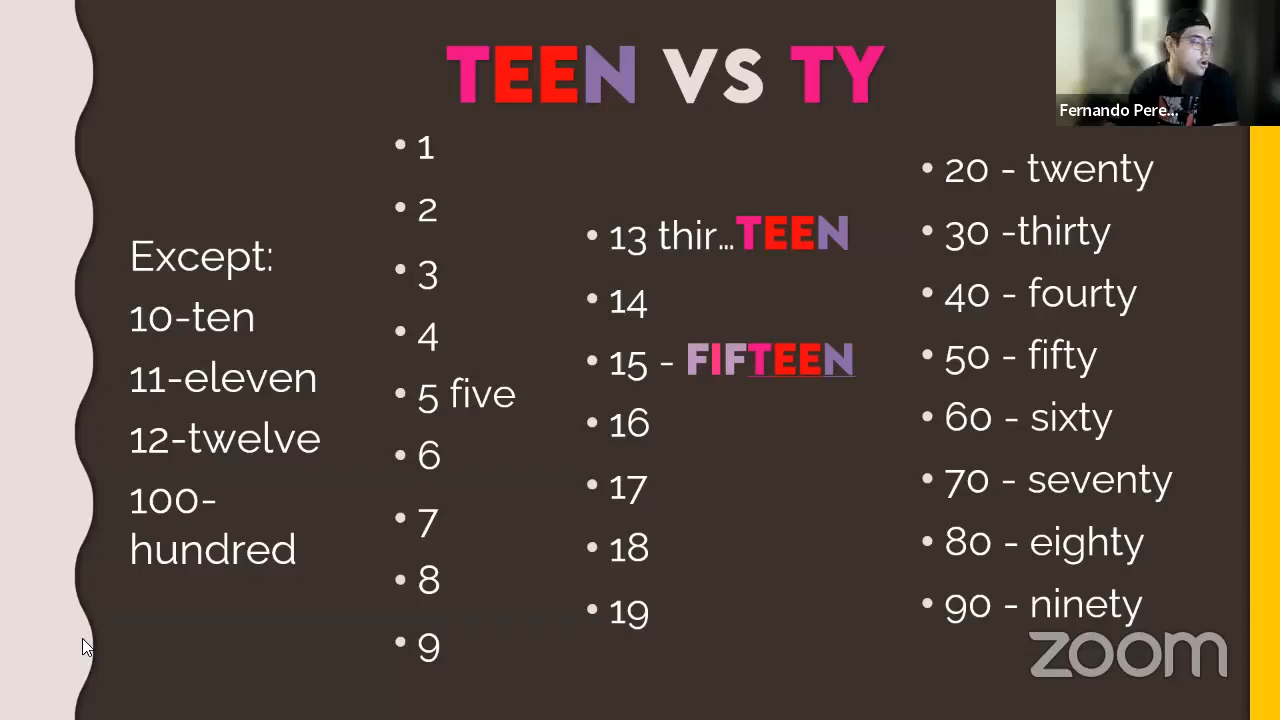 TEEN VS TY
Fernando Pere...
Except:
10-ten
11-eleven
12-twelve
100-
hundred
• 1
• 2
• 3
• 4
• 5 five
• 6
• 7
• 8
• 9
• 13 thir...TEEN
• 14
• 15 - FIFTEEN
• 16
• 17
• 18
• 19
• 20 - twenty
• 30 -thirty
• 40 - fourty
• 50 - fifty
• 60 - sixty
• 70 - seventy
• 80 - eighty
• 90 - ninety
zoom